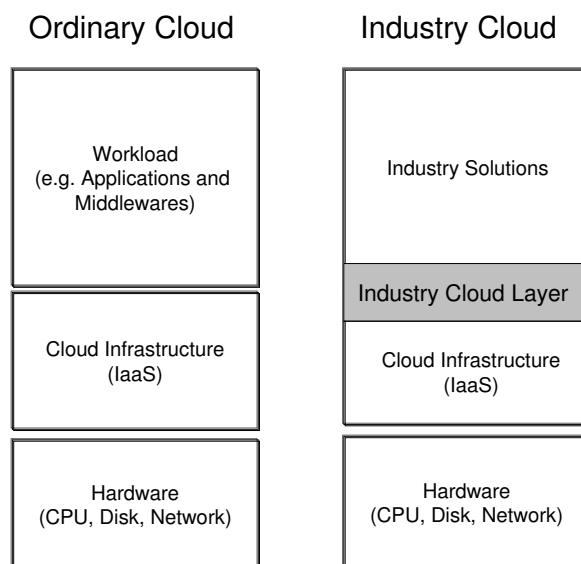 Ordinary Cloud
Workload
(e.g. Applications and
Middlewares)
Cloud Infrastructure
(IaaS)
Hardware
(CPU, Disk, Network)
Industry Cloud
Industry Solutions
Industry Cloud Layer
Cloud Infrastructure
(IaaS)
Hardware
(CPU, Disk, Network)